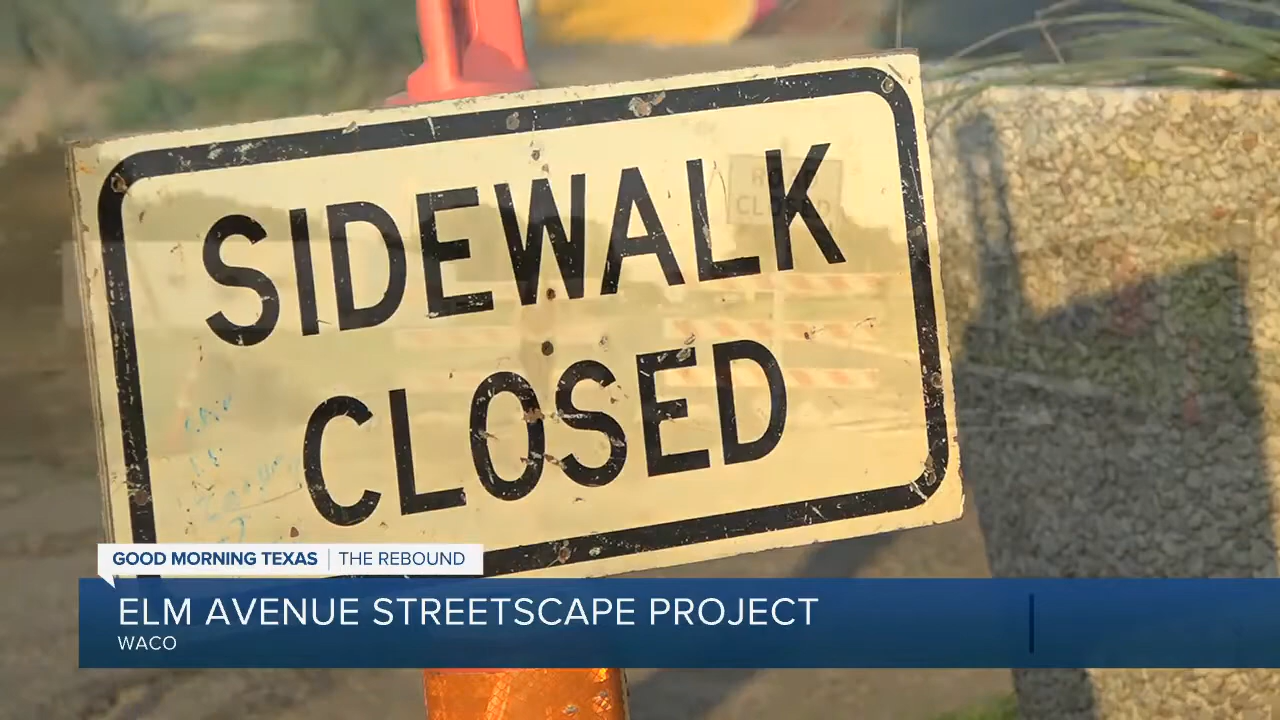 SIDEWALK
CLOSED
GOOD MORNING TEXAS | THE REBOUND
ELM AVENUE STREETSCAPE PROJECT
WACO